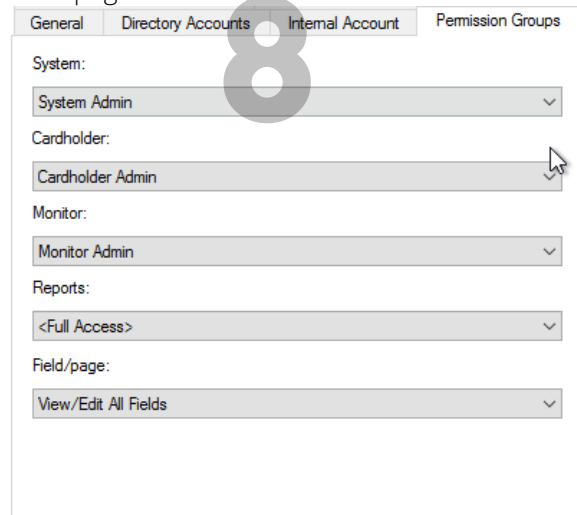 General Directory Accounts Internal Account Permission Groups
8
System:
System Admin
Cardholder:
Cardholder Admin
Monitor:
Monitor Admin
Reports:
<Full Access>
Field/page:
View/Edit All Fields